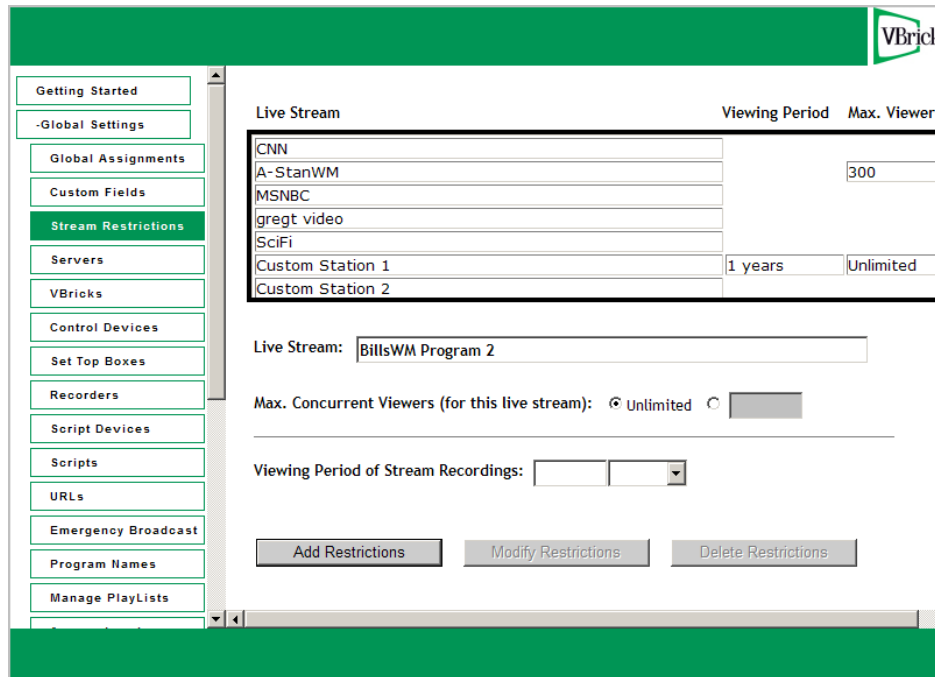 VBrick
Getting Started
-Global Settings
Global Assignments
Custom Fields
Stream Restrictions
Servers
VBricks
Control Devices
Set Top Boxes
Recorders
Script Devices
Scripts
URLs
Emergency Broadcast
Program Names
Manage PlayLists
Live Stream Viewing Period Max. Viewer
CNN
A-StanWM 300
MSNBC
gregt video
SciFi
Custom Station 1 1 years Unlimited
Custom Station 2
Live Stream: BillsWM Program 2
Max. Concurrent Viewers (for this live stream): Unlimited
Viewing Period of Stream Recordings:
Add Restrictions Modify Restrictions Delete Restrictions